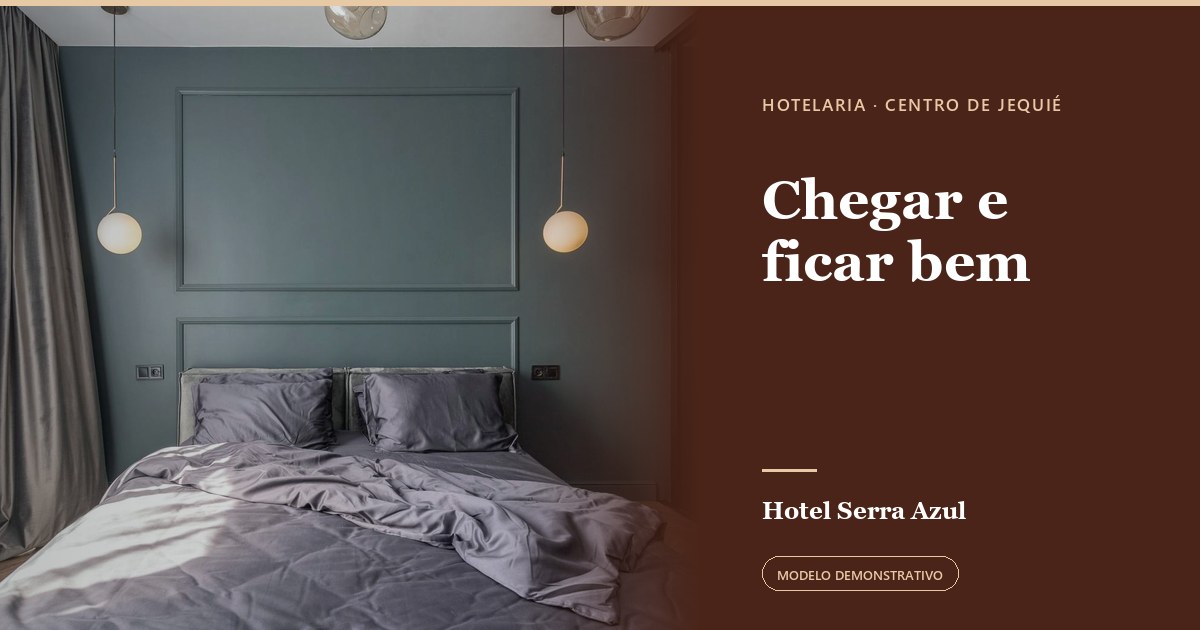 HOTELARIA · CENTRO DE JEQUIÉ
Chegar e
ficar bem
Hotel Serra Azul
MODELO DEMONSTRATIVO